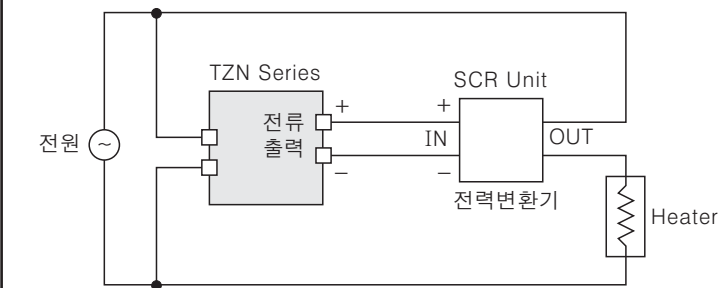 TZN Series
SCR Unit
+
+
전류
출력
IN
OUT
전원
~
−
−
전력변환기
Heater